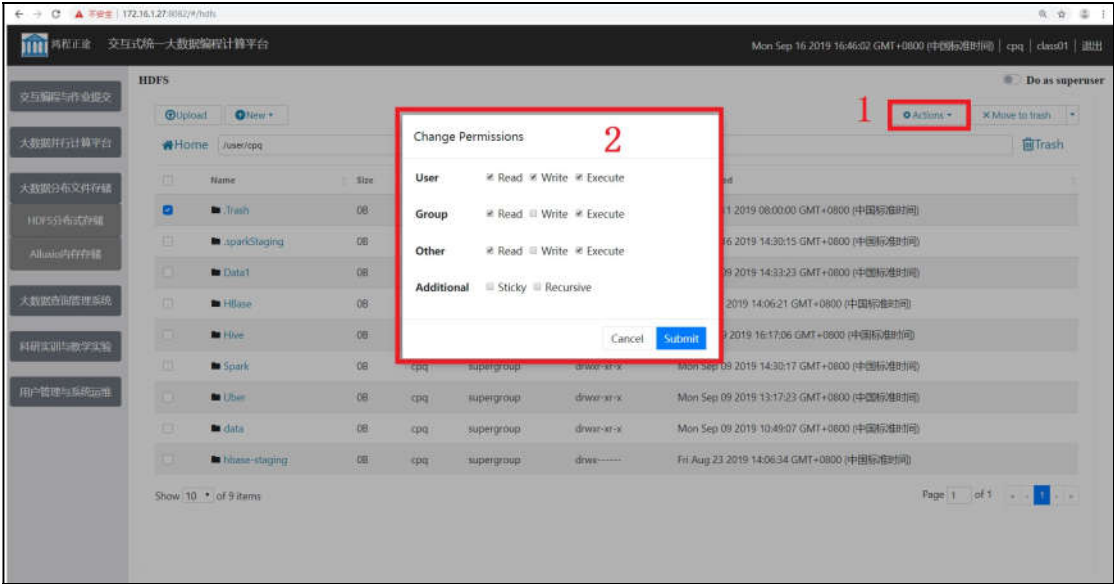 不安全 172.16.1.27:8082/#/hdfs
鸿程正途 交互式统一大数据编程计算平台 Mon Sep 16 2019 16:46:02 GMT+0800 (中国标准时间) | cpq | class01 | 退出
HDFS Do as superuser
交互编程与作业提交
Upload New 1 Actions Move to trash
大数据并行计算平台
Home /user/cpq Trash
Change Permissions 2
Name Size
大数据分布文件存储
User Read Write Execute
.Trash 0B 2019 08:00:00 GMT+0800 (中国标准时间)
HDFS分布式存储
Group Read Write Execute
.sparkStaging 0B 2019 14:30:15 GMT+0800 (中国标准时间)
Alluxio内存存储
Other Read Write Execute
Data1 0B 09 2019 14:33:23 GMT+0800 (中国标准时间)
Additional Sticky Recursive
大数据查询管理系统
HBase 0B 2019 14:06:21 GMT+0800 (中国标准时间)
Hive 0B 2019 16:17:06 GMT+0800 (中国标准时间)
Cancel Submit
科研实训与教学实验
Spark 0B cpq supergroup drwxr-xr-x Mon Sep 09 2019 14:30:17 GMT+0800 (中国标准时间)
用户管理与系统运维
Uber 0B cpq supergroup drwxr-xr-x Mon Sep 09 2019 13:17:23 GMT+0800 (中国标准时间)
data 0B cpq supergroup drwxr-xr-x Mon Sep 09 2019 10:49:07 GMT+0800 (中国标准时间)
hbase-staging 0B cpq supergroup drwx------ Fri Aug 23 2019 14:06:34 GMT+0800 (中国标准时间)
Show 10 of 9 items Page 1 of 1 « ‹ 1 › »